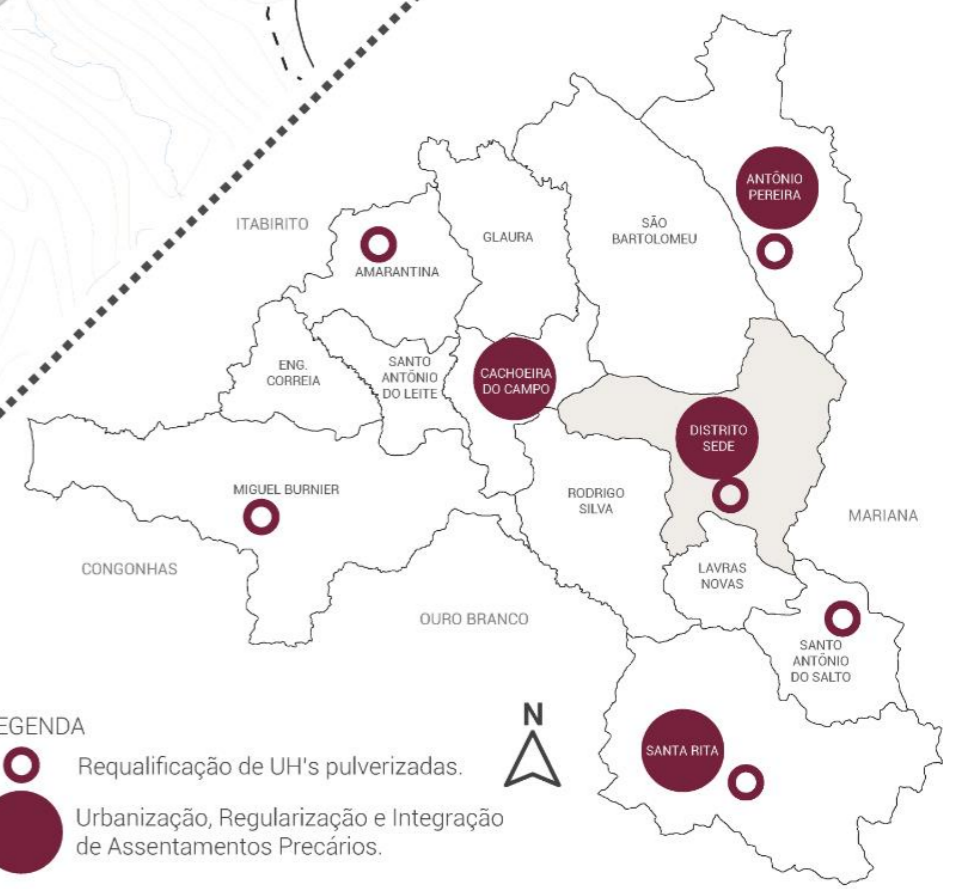 ITABIRITO
GLAURA
SÃO
BARTOLOMEU
ANTÔNIO
PEREIRA
AMARANTINA
ENG.
CORREIA
SANTO
ANTÔNIO
DO LEITE
CACHOEIRA
DO CAMPO
DISTRITO
SEDE
MIGUEL BURNIER
RODRIGO
SILVA
MARIANA
CONGONHAS
LAVRAS
NOVAS
OURO BRANCO
SANTO
ANTÔNIO
DO SALTO
SANTA RITA
N
EGENDA
Requalificação de UH's pulverizadas.
Urbanização, Regularização e Integração
de Assentamentos Precários.